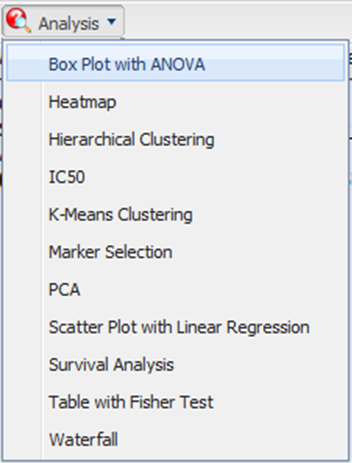 Analysis
Box Plot with ANOVA
Heatmap
Hierarchical Clustering
IC50
K-Means Clustering
Marker Selection
PCA
Scatter Plot with Linear Regression
Survival Analysis
Table with Fisher Test
Waterfall